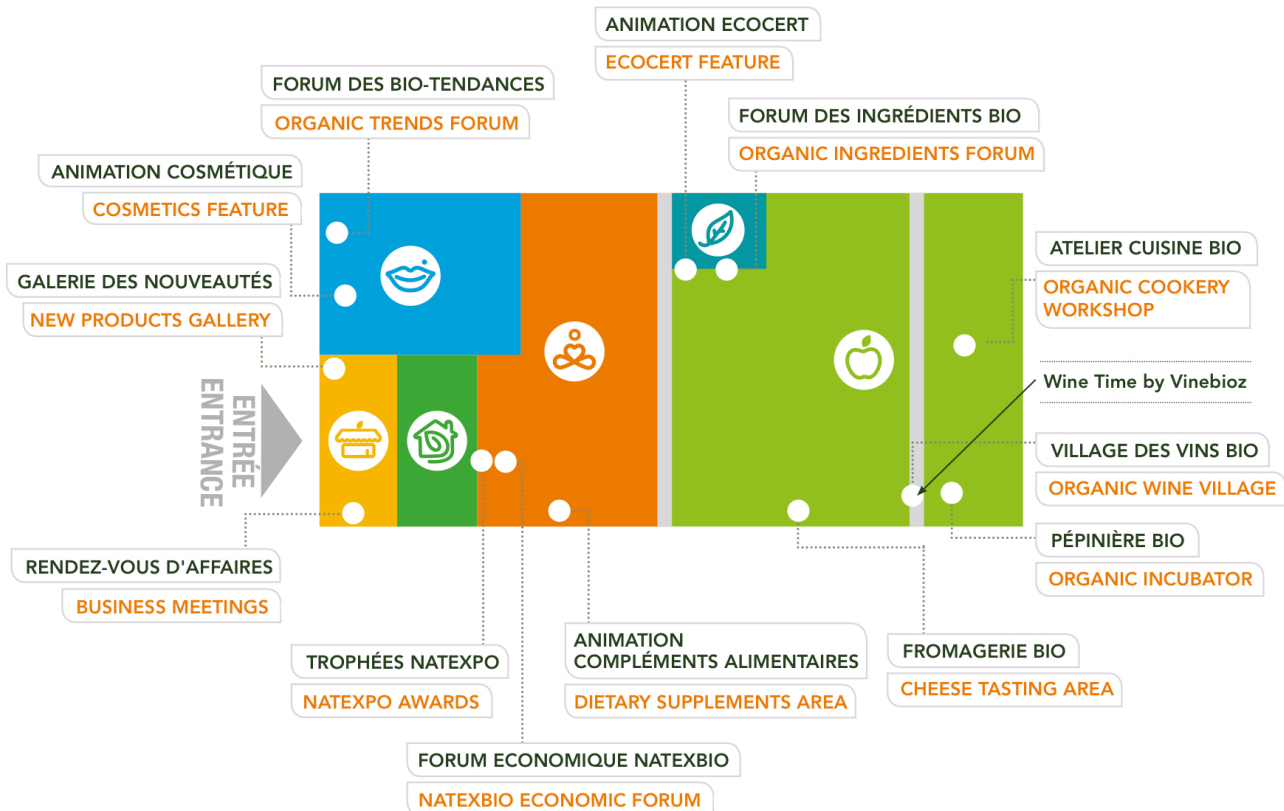 ANIMATION ECOCERT
ECOCERT FEATURE
FORUM DES BIO-TENDANCES
ORGANIC TRENDS FORUM
FORUM DES INGRÉDIENTS BIO
ORGANIC INGREDIENTS FORUM
ANIMATION COSMÉTIQUE
COSMETICS FEATURE
GALERIE DES NOUVEAUTÉS
NEW PRODUCTS GALLERY
ATELIER CUISINE BIO
ORGANIC COOKERY
WORKSHOP
Wine Time by Vinebioz
ENTRÉE
ENTRANCE
VILLAGE DES VINS BIO
ORGANIC WINE VILLAGE
PÉPINIÈRE BIO
ORGANIC INCUBATOR
RENDEZ-VOUS D'AFFAIRES
BUSINESS MEETINGS
TROPHÉES NATEXPO
NATEXPO AWARDS
ANIMATION
COMPLÉMENTS ALIMENTAIRES
DIETARY SUPPLEMENTS AREA
FROMAGERIE BIO
CHEESE TASTING AREA
FORUM ECONOMIQUE NATEXBIO
NATEXBIO ECONOMIC FORUM